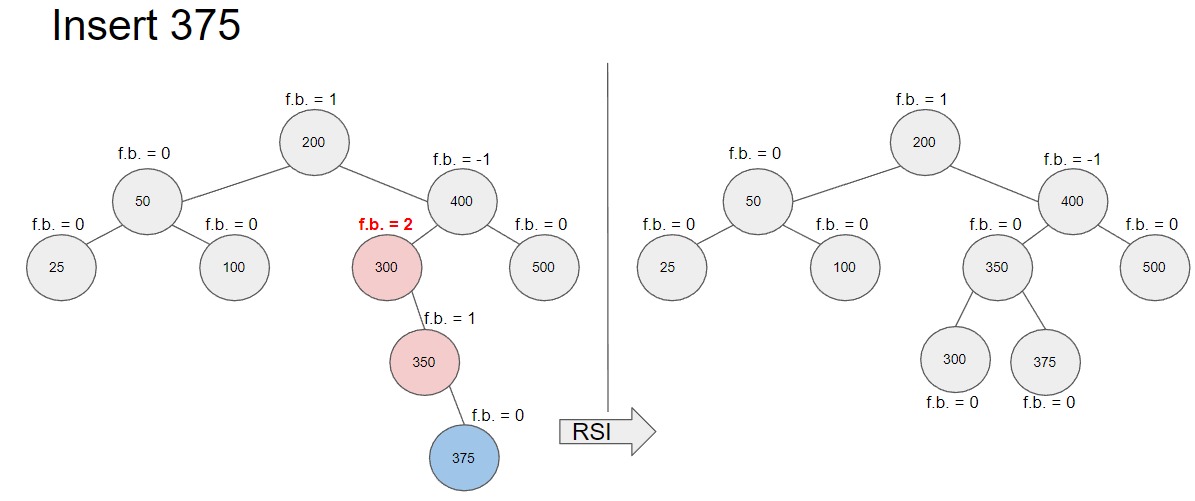 Insert 375
f.b. = 1
200
f.b. = 0
50
f.b. = -1
400
f.b. = 0
25
f.b. = 0
100
f.b. = 2
300
f.b. = 0
500
f.b. = 1
350
f.b. = 0
375
RSI
f.b. = 1
200
f.b. = 0
50
f.b. = -1
400
f.b. = 0
25
f.b. = 0
100
f.b. = 0
350
f.b. = 0
500
300
f.b. = 0
375
f.b. = 0